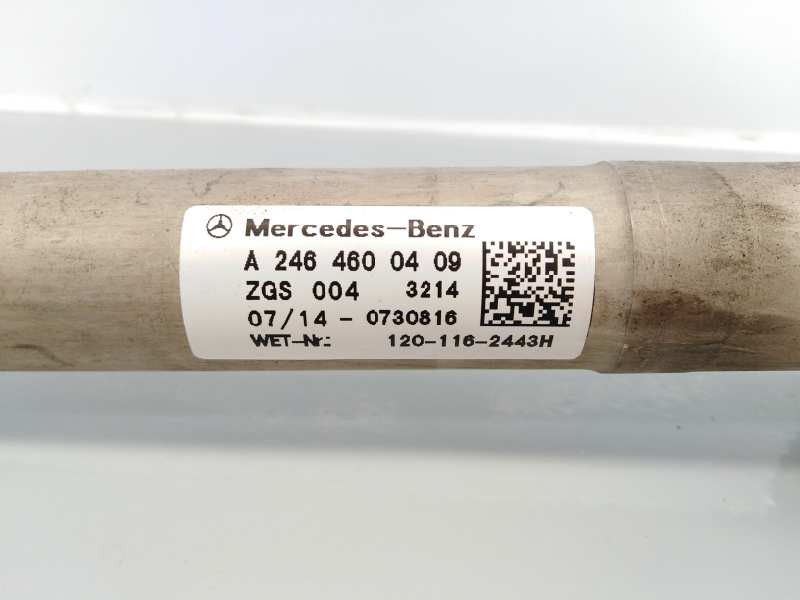 Mercedes-Benz
A 246 460 04 09
ZGS 004 3214
07/14 - 0730816
WET-Nr.: 120-116-2443H